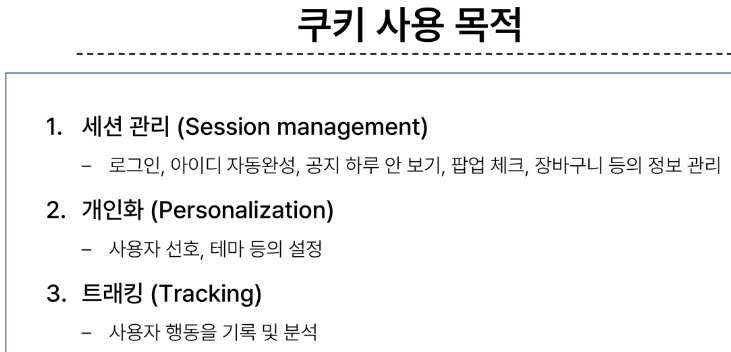 쿠키 사용 목적
1. 세션 관리 (Session management)
– 로그인, 아이디 자동완성, 공지 하루 안 보기, 팝업 체크, 장바구니 등의 정보 관리
2. 개인화 (Personalization)
– 사용자 선호, 테마 등의 설정
3. 트래킹 (Tracking)
– 사용자 행동을 기록 및 분석